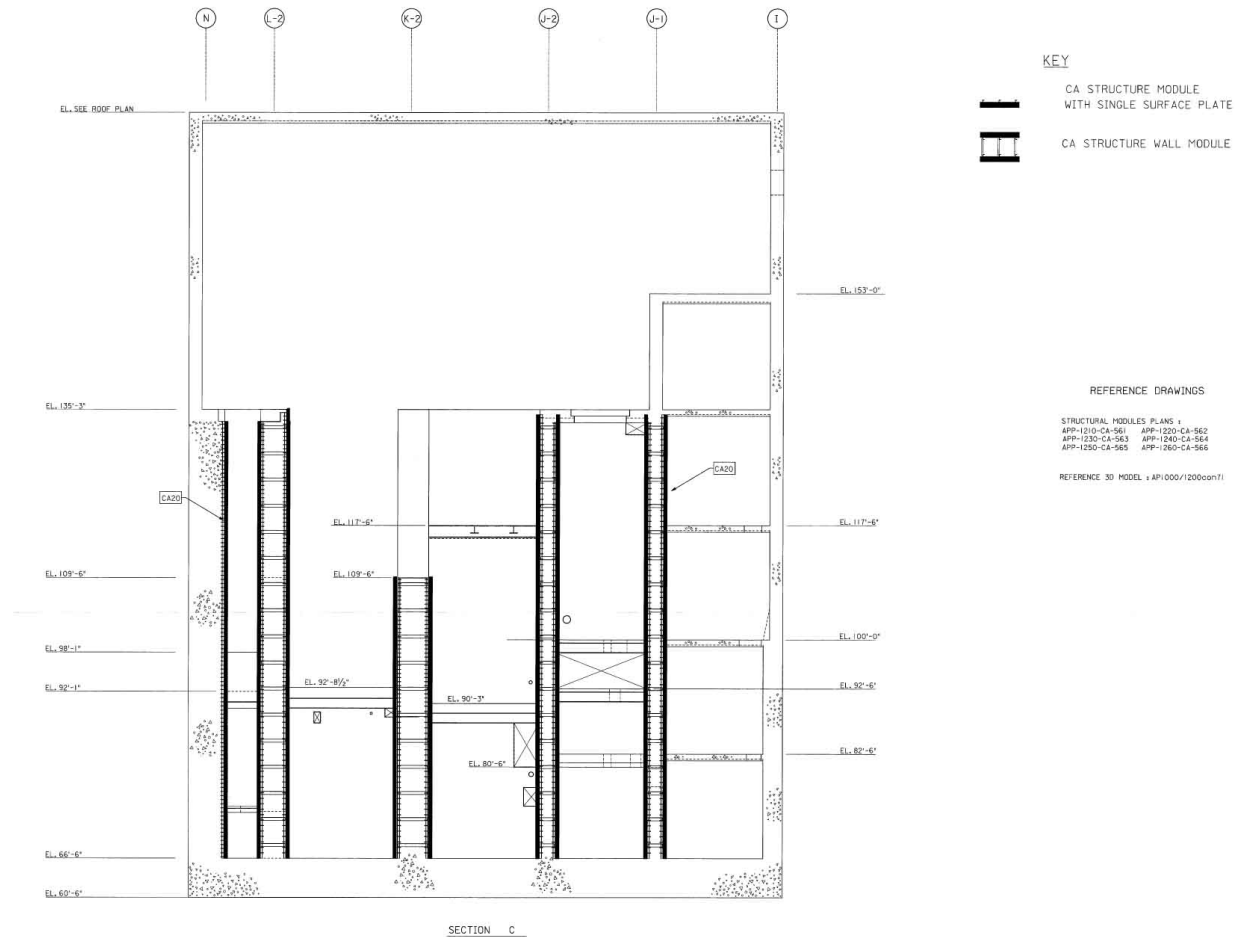 N L-2 K-2 J-2 J-1 I
KEY
CA STRUCTURE MODULE
WITH SINGLE SURFACE PLATE
CA STRUCTURE WALL MODULE
EL. SEE ROOF PLAN
EL. 153'-0"
EL. 135'-3"
REFERENCE DRAWINGS
STRUCTURAL MODULES PLANS :
APP-1210-CA-561 APP-1220-CA-562
APP-1230-CA-563 APP-1240-CA-564
APP-1250-CA-565 APP-1260-CA-566
REFERENCE 3D MODEL : AP1000/1200com71
CA20
CA20
EL. 117'-6"
EL. 117'-6"
EL. 109'-6"
EL. 109'-6"
EL. 100'-0"
EL. 98'-1"
EL. 92'-8½"
EL. 92'-6"
EL. 92'-1"
EL. 90'-3"
EL. 82'-6"
EL. 80'-6"
EL. 66'-6"
EL. 60'-6"
SECTION C